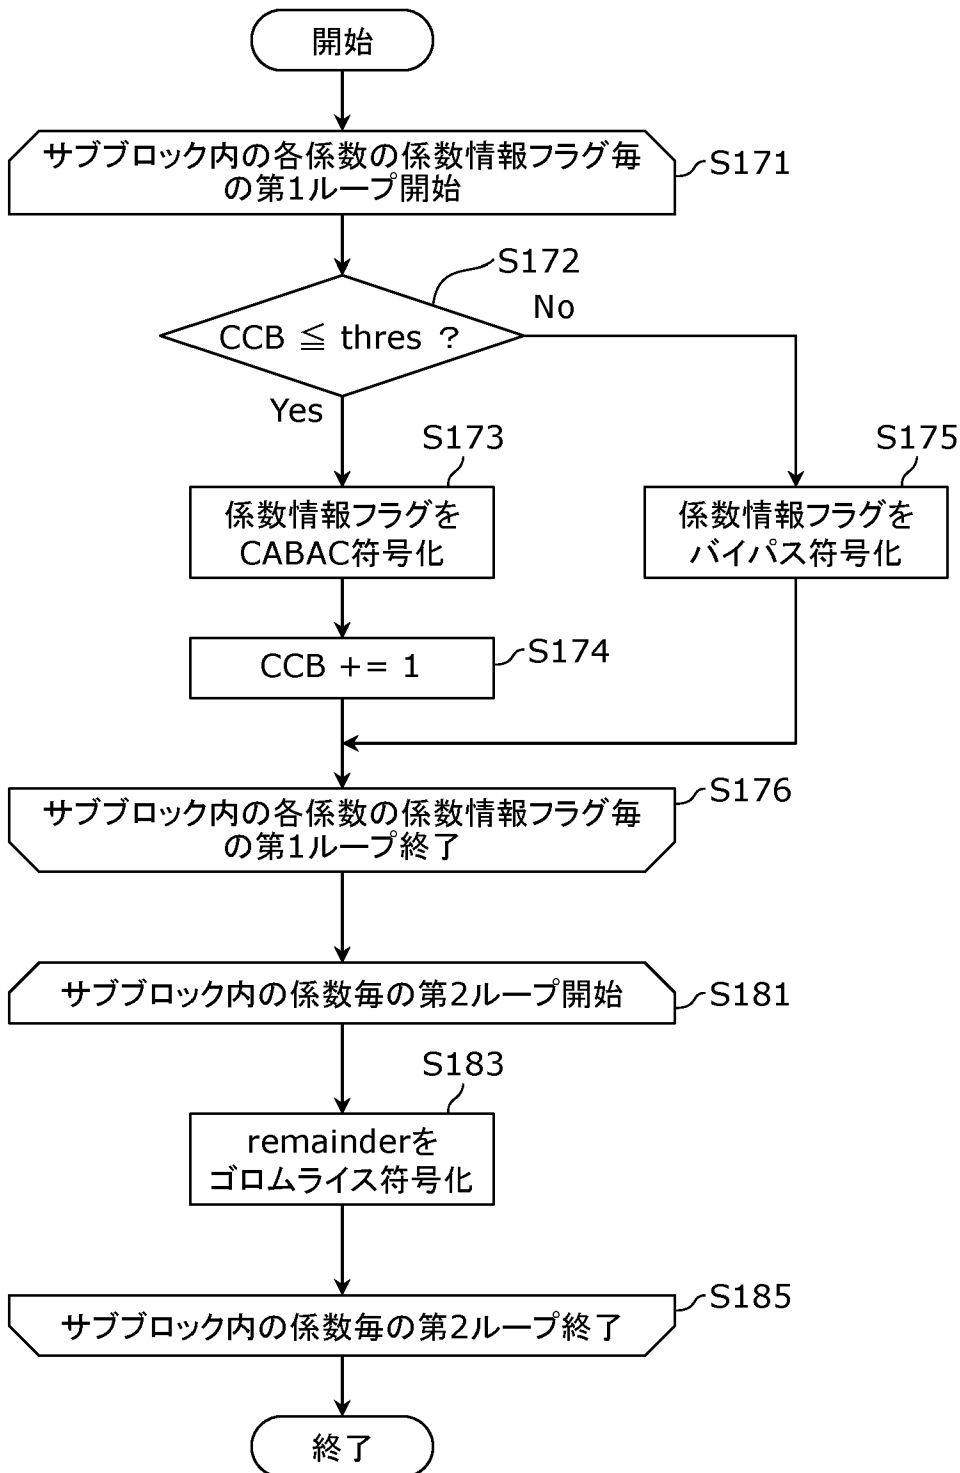 開始
サブブロック内の各係数の係数情報フラグ毎
の第1ループ開始
S171
S172
CCB ≦ thres ?
No
Yes
S173
係数情報フラグを
CABAC符号化
S175
係数情報フラグを
バイパス符号化
CCB += 1
S174
サブブロック内の各係数の係数情報フラグ毎
の第1ループ終了
S176
サブブロック内の係数毎の第2ループ開始
S181
S183
remainderを
ゴロムライス符号化
サブブロック内の係数毎の第2ループ終了
S185
終了